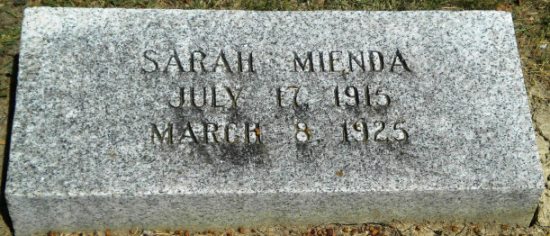 SARAH MIENDA
JULY 17, 1915
MARCH 8, 1925